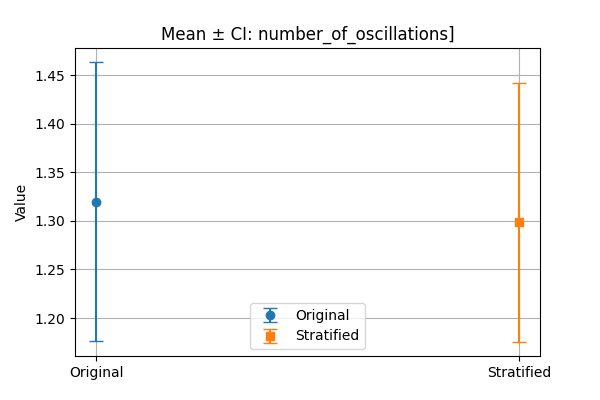 Mean ± CI: number_of_oscillations]
Value
1.45
1.40
1.35
1.30
1.25
1.20
Original
Stratified
Original
Stratified